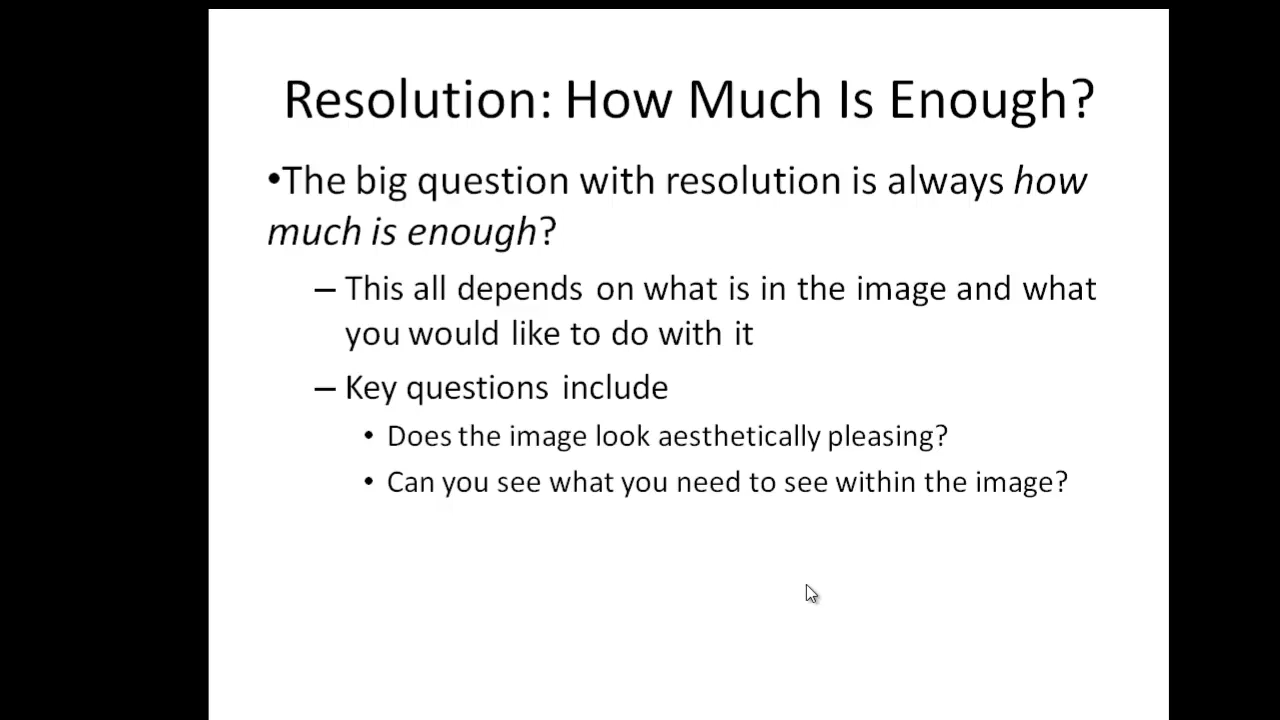 Resolution: How Much Is Enough?
•The big question with resolution is always how
much is enough?
– This all depends on what is in the image and what
you would like to do with it
– Key questions include
• Does the image look aesthetically pleasing?
• Can you see what you need to see within the image?